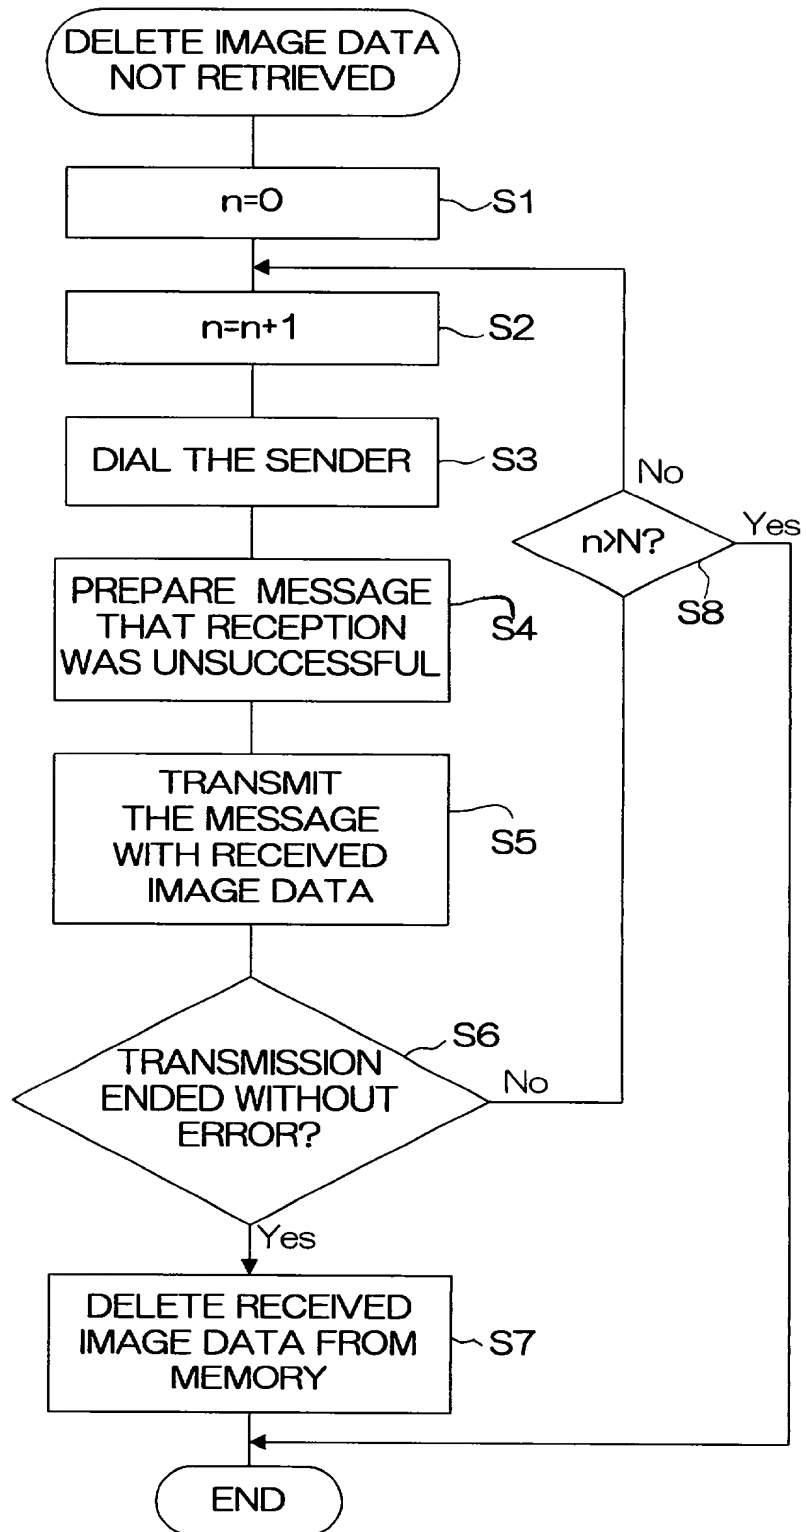 DELETE IMAGE DATA
NOT RETRIEVED
n=0
S1
n=n+1
S2
DIAL THE SENDER
S3
No
n>N?
Yes
S8
PREPARE MESSAGE
THAT RECEPTION
WAS UNSUCCESSFUL
S4
TRANSMIT
THE MESSAGE
WITH RECEIVED
IMAGE DATA
S5
S6
TRANSMISSION
ENDED WITHOUT
ERROR?
No
Yes
DELETE RECEIVED
IMAGE DATA FROM
MEMORY
S7
END